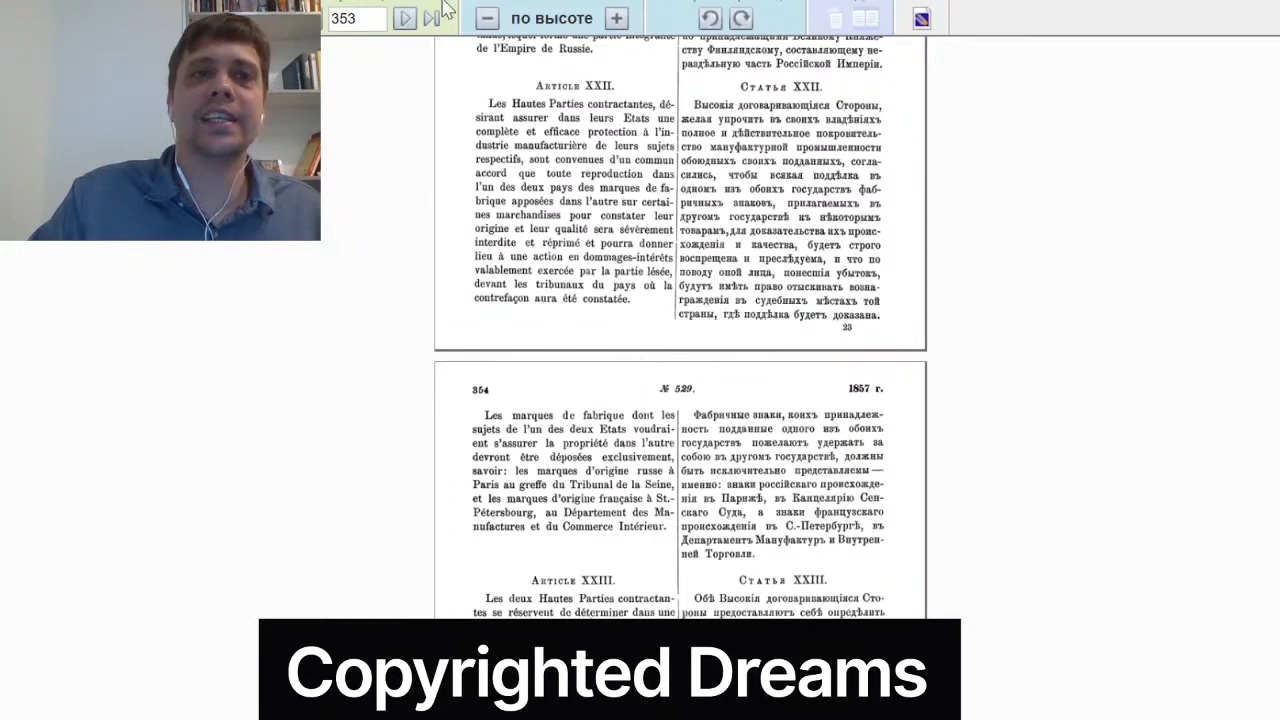 353
по высоте
de l'Empire de Russie.
Article XXII.
Les Hautes Parties contractantes, dé-
sirant assurer dans leurs Etats une
complète et efficace protection à l'in-
dustrie manufacturière de leurs sujets
respectifs, sont convenues d'un commun
accord que toute reproduction dans
l'un des deux pays des marques de fa-
brique apposées dans l'autre sur certai-
nes marchandises pour constater leur
origine et leur qualité sera sévèrement
interdite et réprimé et pourra donner
lieu à une action en dommages-intérêts
valablement exercée par la partie lésée,
devant les tribunaux du pays où la
contrefaçon aura été constatée.
ству Финляндскому, составляющему не-
раздѣльную часть Россійской Имперіи.
Статья XXII.
Высокія договаривающіяся Стороны,
желая упрочить въ своихъ владѣніяхъ
полное и дѣйствительное покровитель-
ство мануфактурной промышленности
обоюдныхъ своихъ подданныхъ, согла-
сились, чтобы всякая поддѣлка въ
одномъ изъ обоихъ государствъ фаб-
ричныхъ знаковъ, прилагаемыхъ въ
другомъ государствѣ къ нѣкоторымъ
товарамъ, для доказательства ихъ проис-
хожденія и качества, будетъ строго
воспрещена и преслѣдуема, и что по
поводу оной лица, понесшія убытокъ,
будутъ имѣть право отыскивать возна-
гражденія въ судебныхъ мѣстахъ той
страны, гдѣ поддѣлка будетъ доказана.
23
354
№ 529.
1857 г.
Les marques de fabrique dont les
sujets de l'un des deux Etats voudrai-
ent s'assurer la propriété dans l'autre
devront être déposées exclusivement,
savoir: les marques d'origine russe à
Paris au greffe du Tribunal de la Seine,
et les marques d'origine française à St.-
Pétersbourg, au Département des Ma-
nufactures et du Commerce Intérieur.
Article XXIII.
Les deux Hautes Parties contractan-
tes se réservent de déterminer dans une
Фабричные знаки, коихъ принадлеж-
ность подданные одного изъ обоихъ
государствъ пожелаютъ удержать за
собою въ другомъ государствѣ, должны
быть исключительно представляемы —
именно: знаки россійскаго происхожде-
нія въ Парижѣ, въ Канцелярію Сен-
скаго Суда, а знаки французскаго
происхожденія въ С.-Петербургѣ, въ
Департаментъ Мануфактуръ и Внутрен-
ней Торговли.
Статья XXIII.
Обѣ Высокія договаривающіяся Сто-
роны предоставляютъ себѣ опредѣлить
Copyrighted Dreams